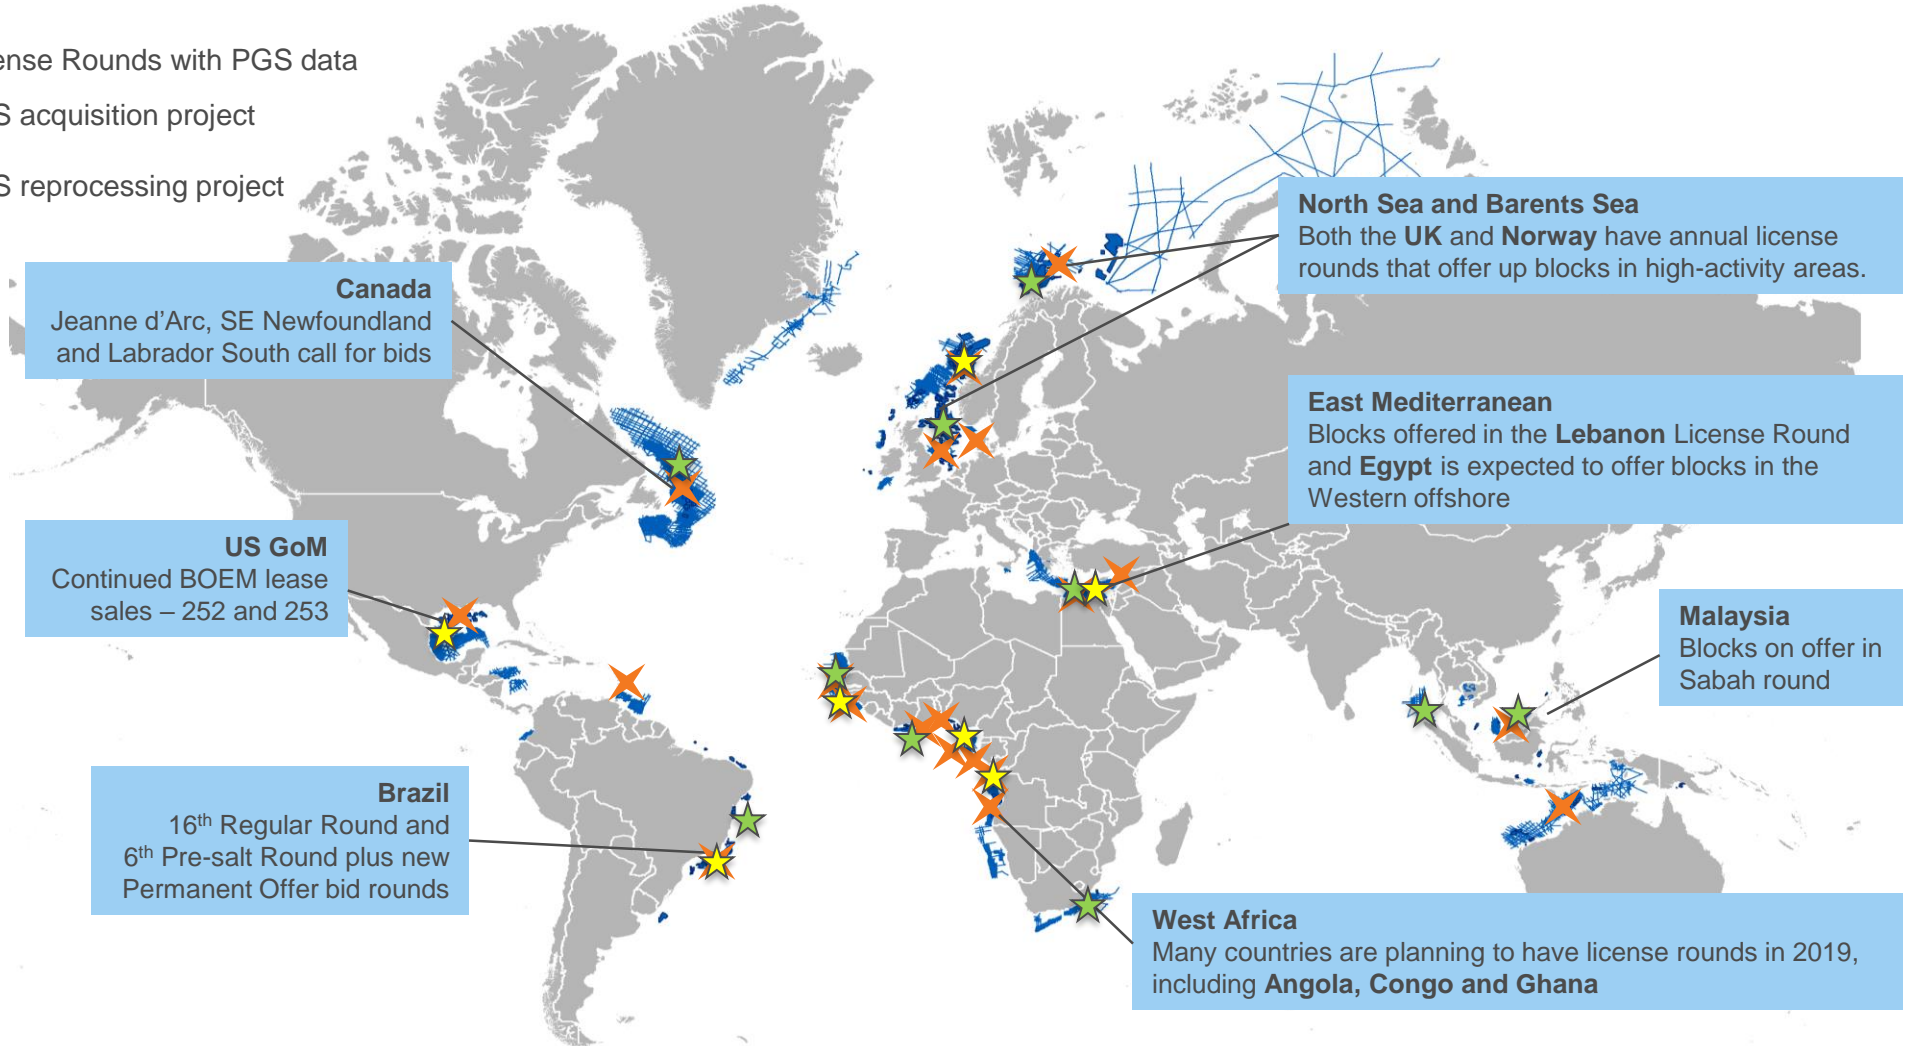 ense Rounds with PGS data
S acquisition project
S reprocessing project
North Sea and Barents Sea
Both the UK and Norway have annual license
rounds that offer up blocks in high-activity areas.
Canada
Jeanne d’Arc, SE Newfoundland
and Labrador South call for bids
East Mediterranean
Blocks offered in the Lebanon License Round
and Egypt is expected to offer blocks in the
Western offshore
US GoM
Continued BOEM lease
sales – 252 and 253
Malaysia
Blocks on offer in
Sabah round
Brazil
16th Regular Round and
6th Pre-salt Round plus new
Permanent Offer bid rounds
West Africa
Many countries are planning to have license rounds in 2019,
including Angola, Congo and Ghana